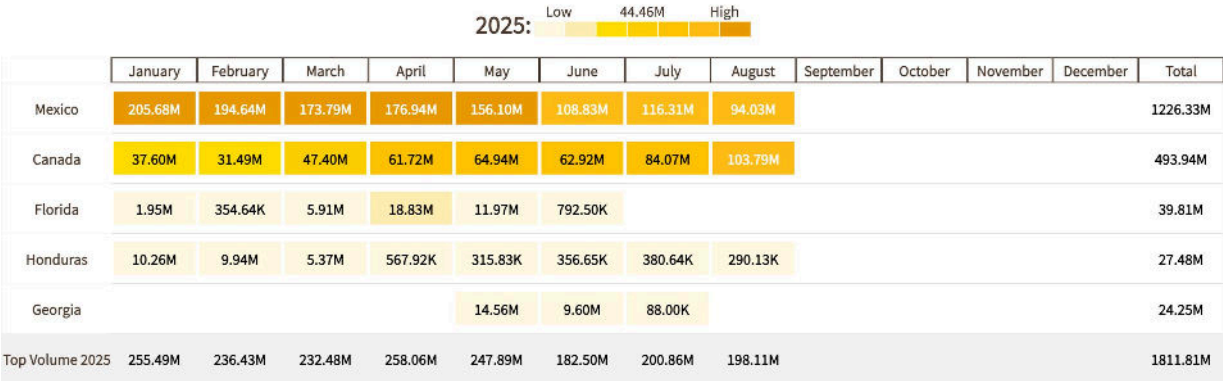 2025: Low 44.46M High
January February March April May June July August September October November December Total
Mexico 205.68M 194.64M 173.79M 176.94M 156.10M 108.83M 116.31M 94.03M 1226.33M
Canada 37.60M 31.49M 47.40M 61.72M 64.94M 62.92M 84.07M 103.79M 493.94M
Florida 1.95M 354.64K 5.91M 18.83M 11.97M 792.50K 39.81M
Honduras 10.26M 9.94M 5.37M 567.92K 315.83K 356.65K 380.64K 290.13K 27.48M
Georgia 14.56M 9.60M 88.00K 24.25M
Top Volume 2025 255.49M 236.43M 232.48M 258.06M 247.89M 182.50M 200.86M 198.11M 1811.81M